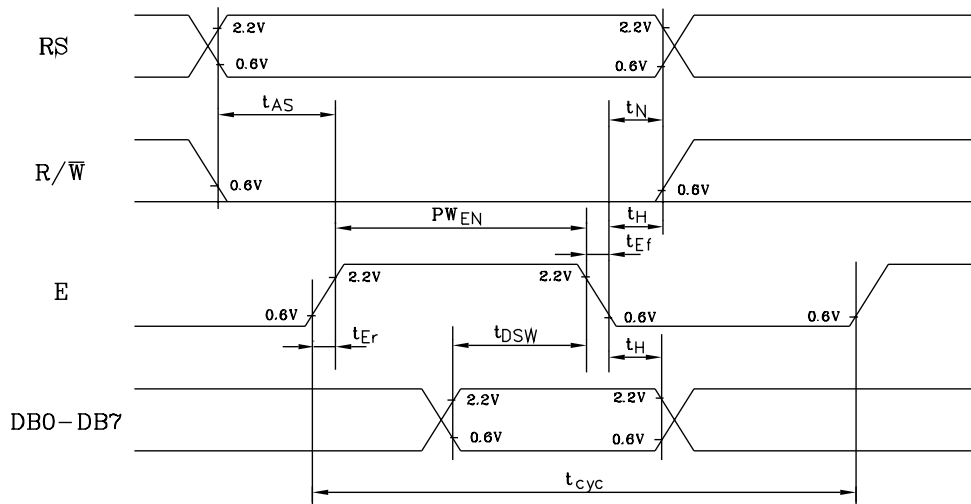 RS
2.2V
2.2V
0.6V
0.6V
tAS
tN
R/W̅
0.6V
0.6V
PWEN
tH
tEf
E
2.2V
2.2V
0.6V
0.6V
0.6V
tEr
tDSW
tH
DB0-DB7
2.2V
2.2V
0.6V
0.6V
tcyc